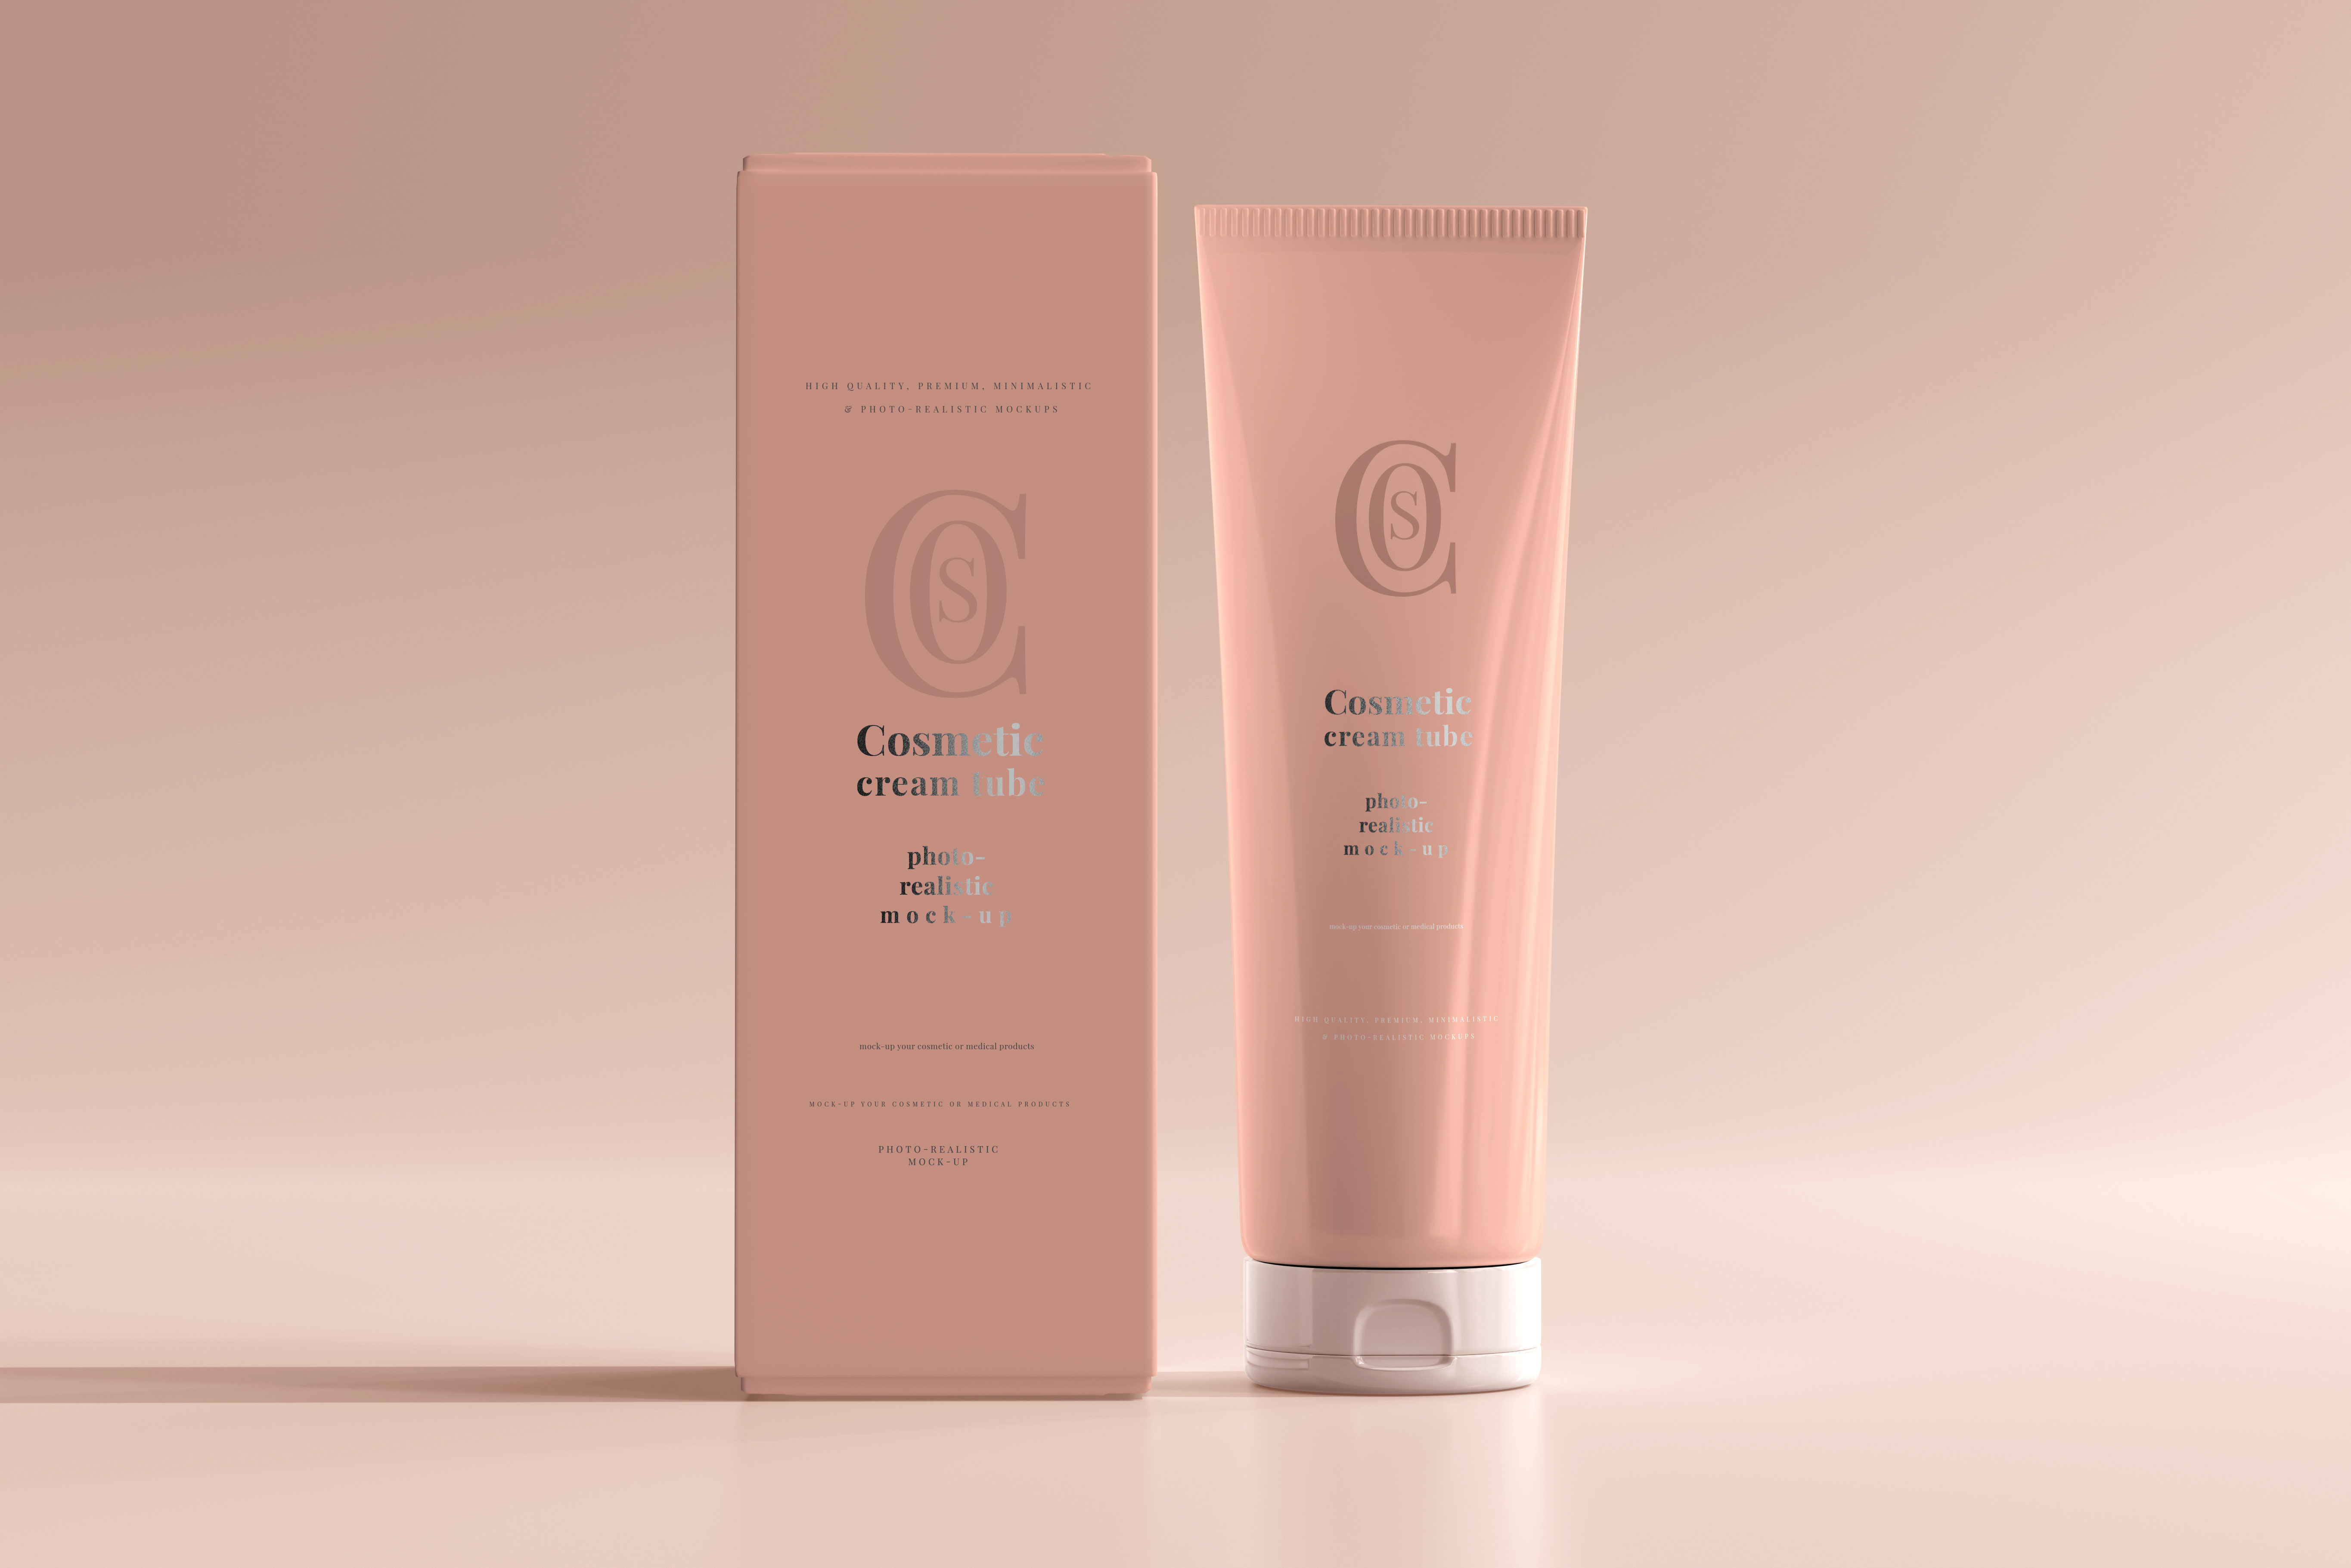 HIGH QUALITY, PREMIUM, MINIMALISTIC
& PHOTO-REALISTIC MOCKUPS
COS
Cosmetic
cream tube
photo-
realistic
mock-up
mock-up your cosmetic or medical products
MOCK-UP YOUR COSMETIC OR MEDICAL PRODUCTS
PHOTO-REALISTIC
MOCK-UP
COS
Cosmetic
cream tube
photo-
realistic
mock-up
mock-up your cosmetic or medical products
HIGH QUALITY, PREMIUM, MINIMALISTIC
& PHOTO-REALISTIC MOCKUPS